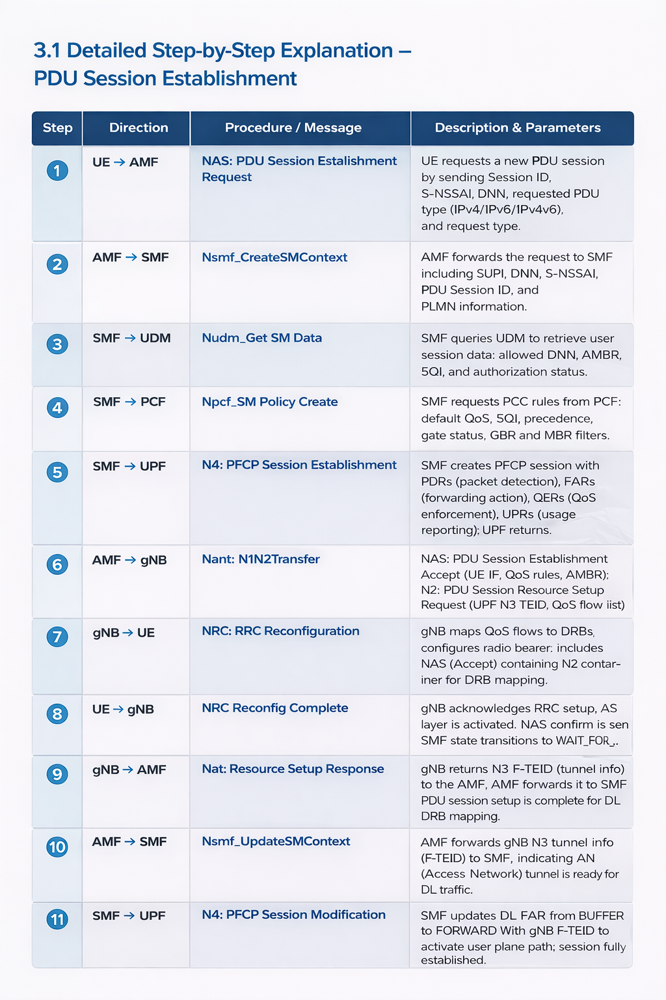 3.1 Detailed Step-by-Step Explanation –
PDU Session Establishment
Step Direction Procedure / Message Description & Parameters
1
UE → AMF
NAS: PDU Session Estalishment
Request
UE requests a new PDU session
by sending Session ID,
S-NSSAI, DNN, requested PDU
type (IPv4/IPv6/1Pv4v6),
and request type.
2
AMF → SMF
Nsmf_CreateSMContext
AMF forwards the request to SMF
including SUPI, DNN, S-NSSAI,
PDU Session ID, and
PLMN information.
3
SMF → UDM
Nudm_Get SM Data
SMF queries UDM to retrieve user
session data: allowed DNN, AMBR,
5QI, and authorization status.
4
SMF → PCF
Npcf_SM Policy Create
SMF requests PCC rules from PCF:
default QoS, 5QI, precedence,
gate status, GBR and MBR filters.
5
SMF → UPF
N4: PFCP Session Establishment
SMF creates PFCP session with
PDRs (packet detection), FARs
(forwarding action), QERs (QoS
enforcement), UPRs (usage
reporting); UPF returns.
6
AMF → gNB
Nant: N1N2Transfer
NAS: PDU Session Establishment
Accept (UE IF, QoS rules, AMBR);
N2: PDU Session Resource Setup
Request (UPF N3 TEID, QoS flow iist)
7
gNB → UE
NRC: RRC Reconfiguration
gNB maps QoS flows to DRBs,
configures radio bearer: includes
NAS (Accept) containing N2 contar-
iner for DRB mapping.
8
UE → gNB
NRC Reconfig Complete
gNB acknowledges RRC setup, AS
layer is activated. NAS confirm is sen
SMF state transitions to WAIT_FOR_..
9
gNB → AMF
Nat: Resource Setup Response
gNB returns N3 F-TEID (tunnel info)
to the AMF, AMF forwards it to SMF
PDU session setup is complete for DL
DRB mapping.
10
AMF → SMF
Nsmf_UpdateSMContext
AMF forwards gNB N3 tunnel info
(F-TEID) to SMF, indicating AN
(Access Network) tunnel is ready for
DL traffic.
11
SMF → UPF
N4: PFCP Session Modification
SMF updates DL FAR from BUFFER
to FORWARD With gNB F-TEID to
activate user plane path; session fully
established.